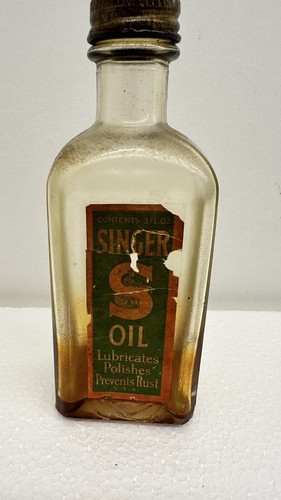 CONTENTS 3 FL. OZ.
SINGER
S
OIL
Lubricates
Polishes
Prevents Rust
U.S.A.